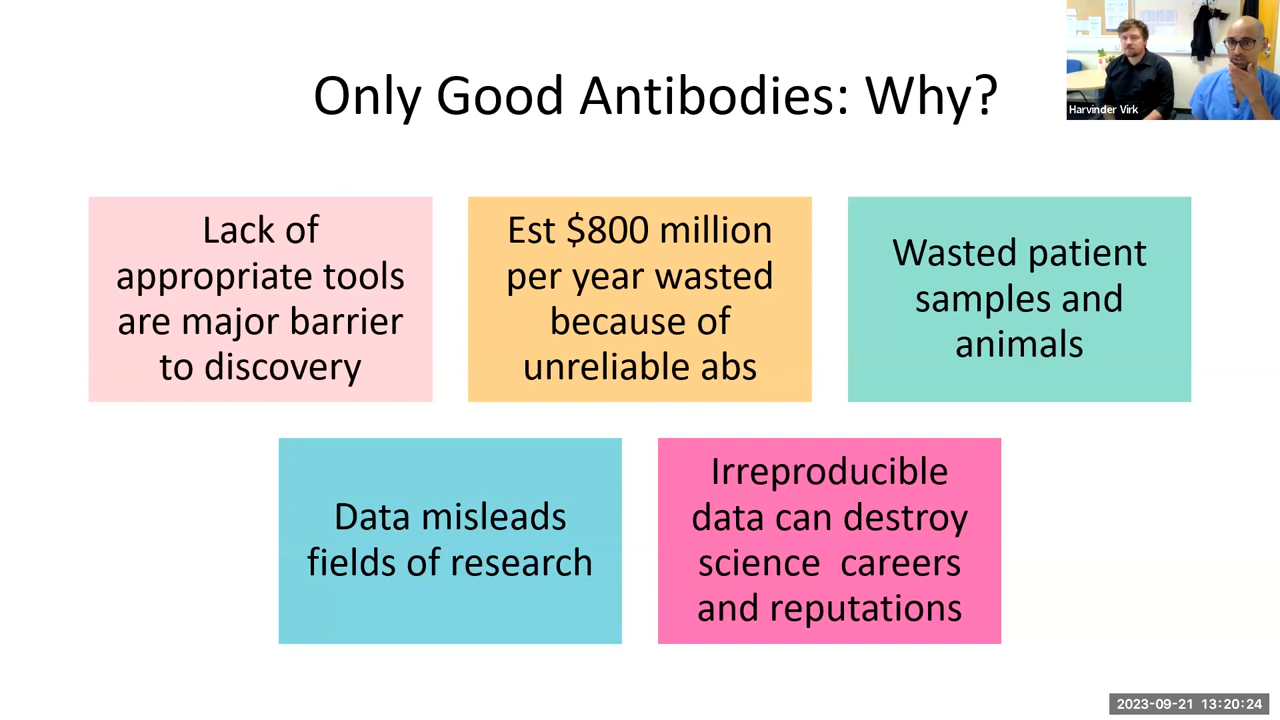 Only Good Antibodies: Why?
Harvinder Virk
Lack of
appropriate tools
are major barrier
to discovery
Est $800 million
per year wasted
because of
unreliable abs
Wasted patient
samples and
animals
Data misleads
fields of research
Irreproducible
data can destroy
science  careers
and reputations
2023-09-21 13:20:24